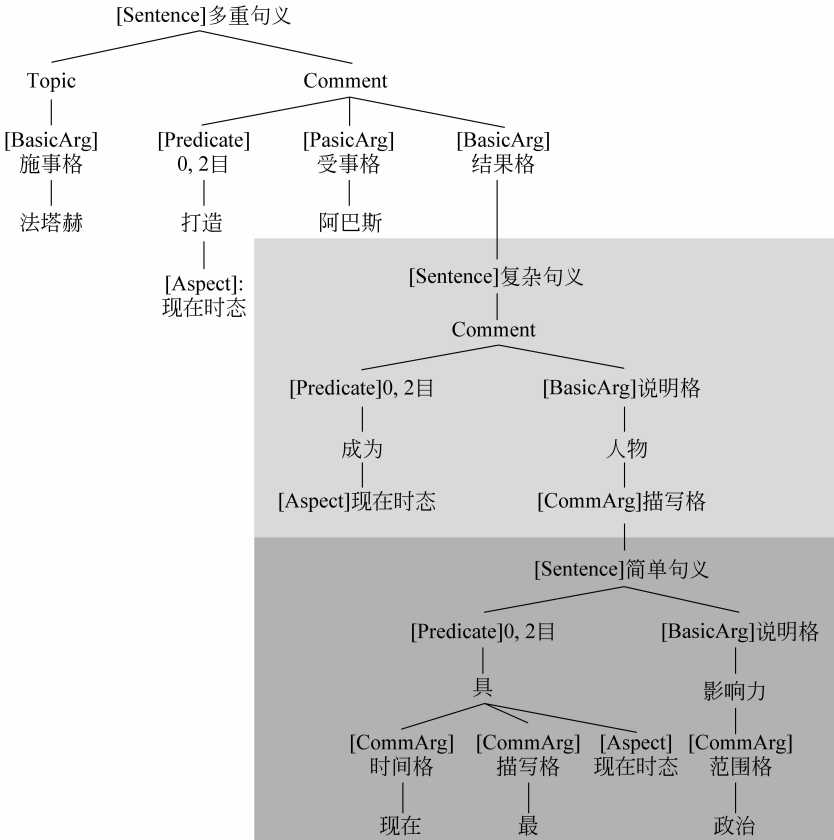 [Sentence]多重句义
Topic
Comment
[BasicArg]
施事格
[Predicate]
0, 2目
[PasicArg]
受事格
[BasicArg]
结果格
法塔赫
打造
阿巴斯
[Aspect]:
现在时态
[Sentence]复杂句义
Comment
[Predicate]0, 2目
[BasicArg]说明格
成为
人物
[Aspect]现在时态
[CommArg]描写格
[Sentence]简单句义
[Predicate]0, 2目
[BasicArg]说明格
具
影响力
[CommArg]
时间格
[CommArg]
描写格
[Aspect]
现在时态
[CommArg]
范围格
现在
最
政治